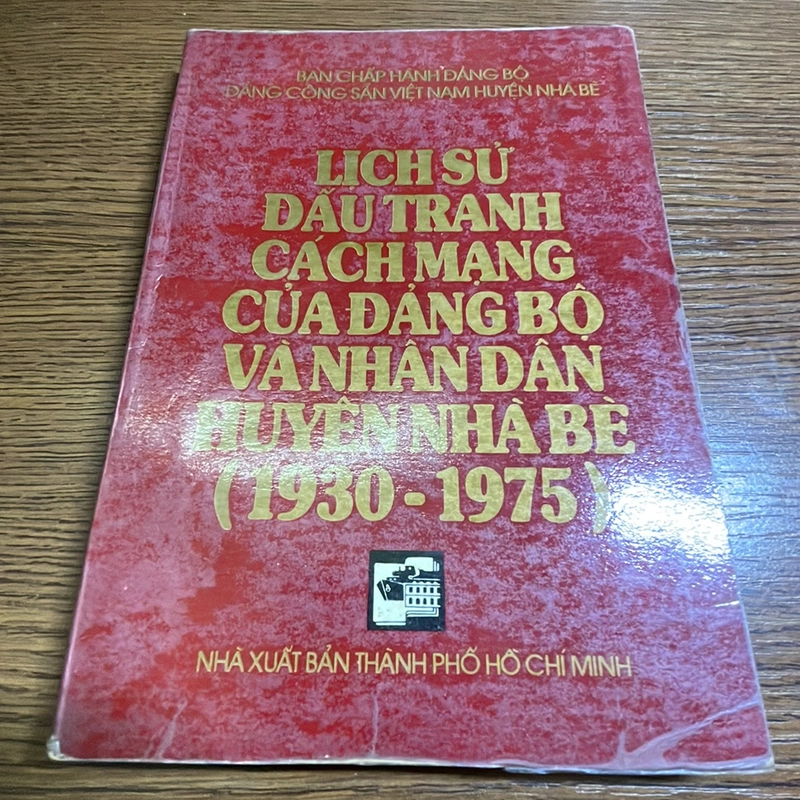 BAN CHẤP HÀNH ĐẢNG BỘ
ĐẢNG CỘNG SẢN VIỆT NAM HUYỆN NHÀ BÈ
LỊCH SỬ
ĐẤU TRANH
CÁCH MẠNG
CỦA ĐẢNG BỘ
VÀ NHÂN DÂN
HUYỆN NHÀ BÈ
(1930 - 1975)
NHÀ XUẤT BẢN THÀNH PHỐ HỒ CHÍ MINH